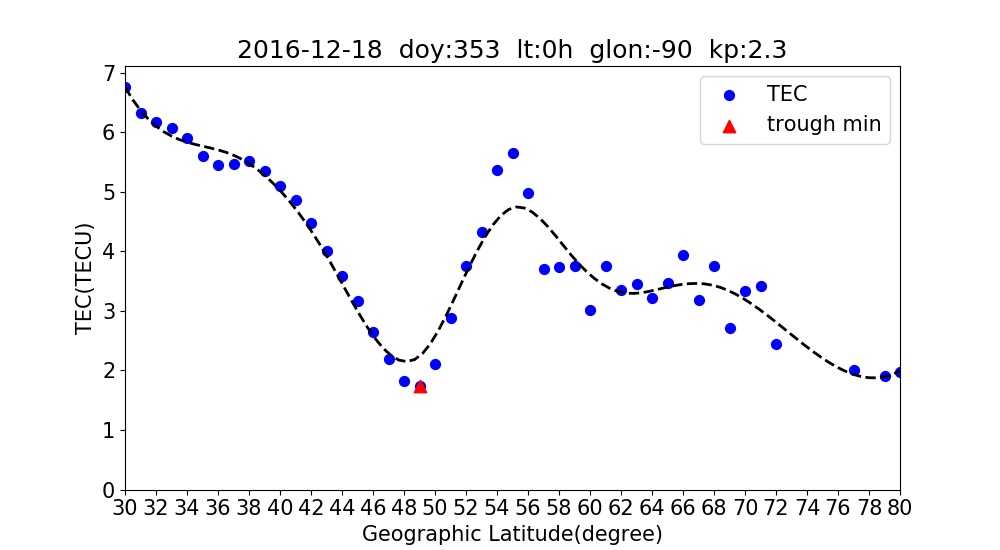 2016-12-18  doy:353  lt:0h  glon:-90  kp:2.3
TEC
trough min
7
6
5
4
3
2
1
0
TEC(TECU)
30 32 34 36 38 40 42 44 46 48 50 52 54 56 58 60 62 64 66 68 70 72 74 76 78 80
Geographic Latitude(degree)